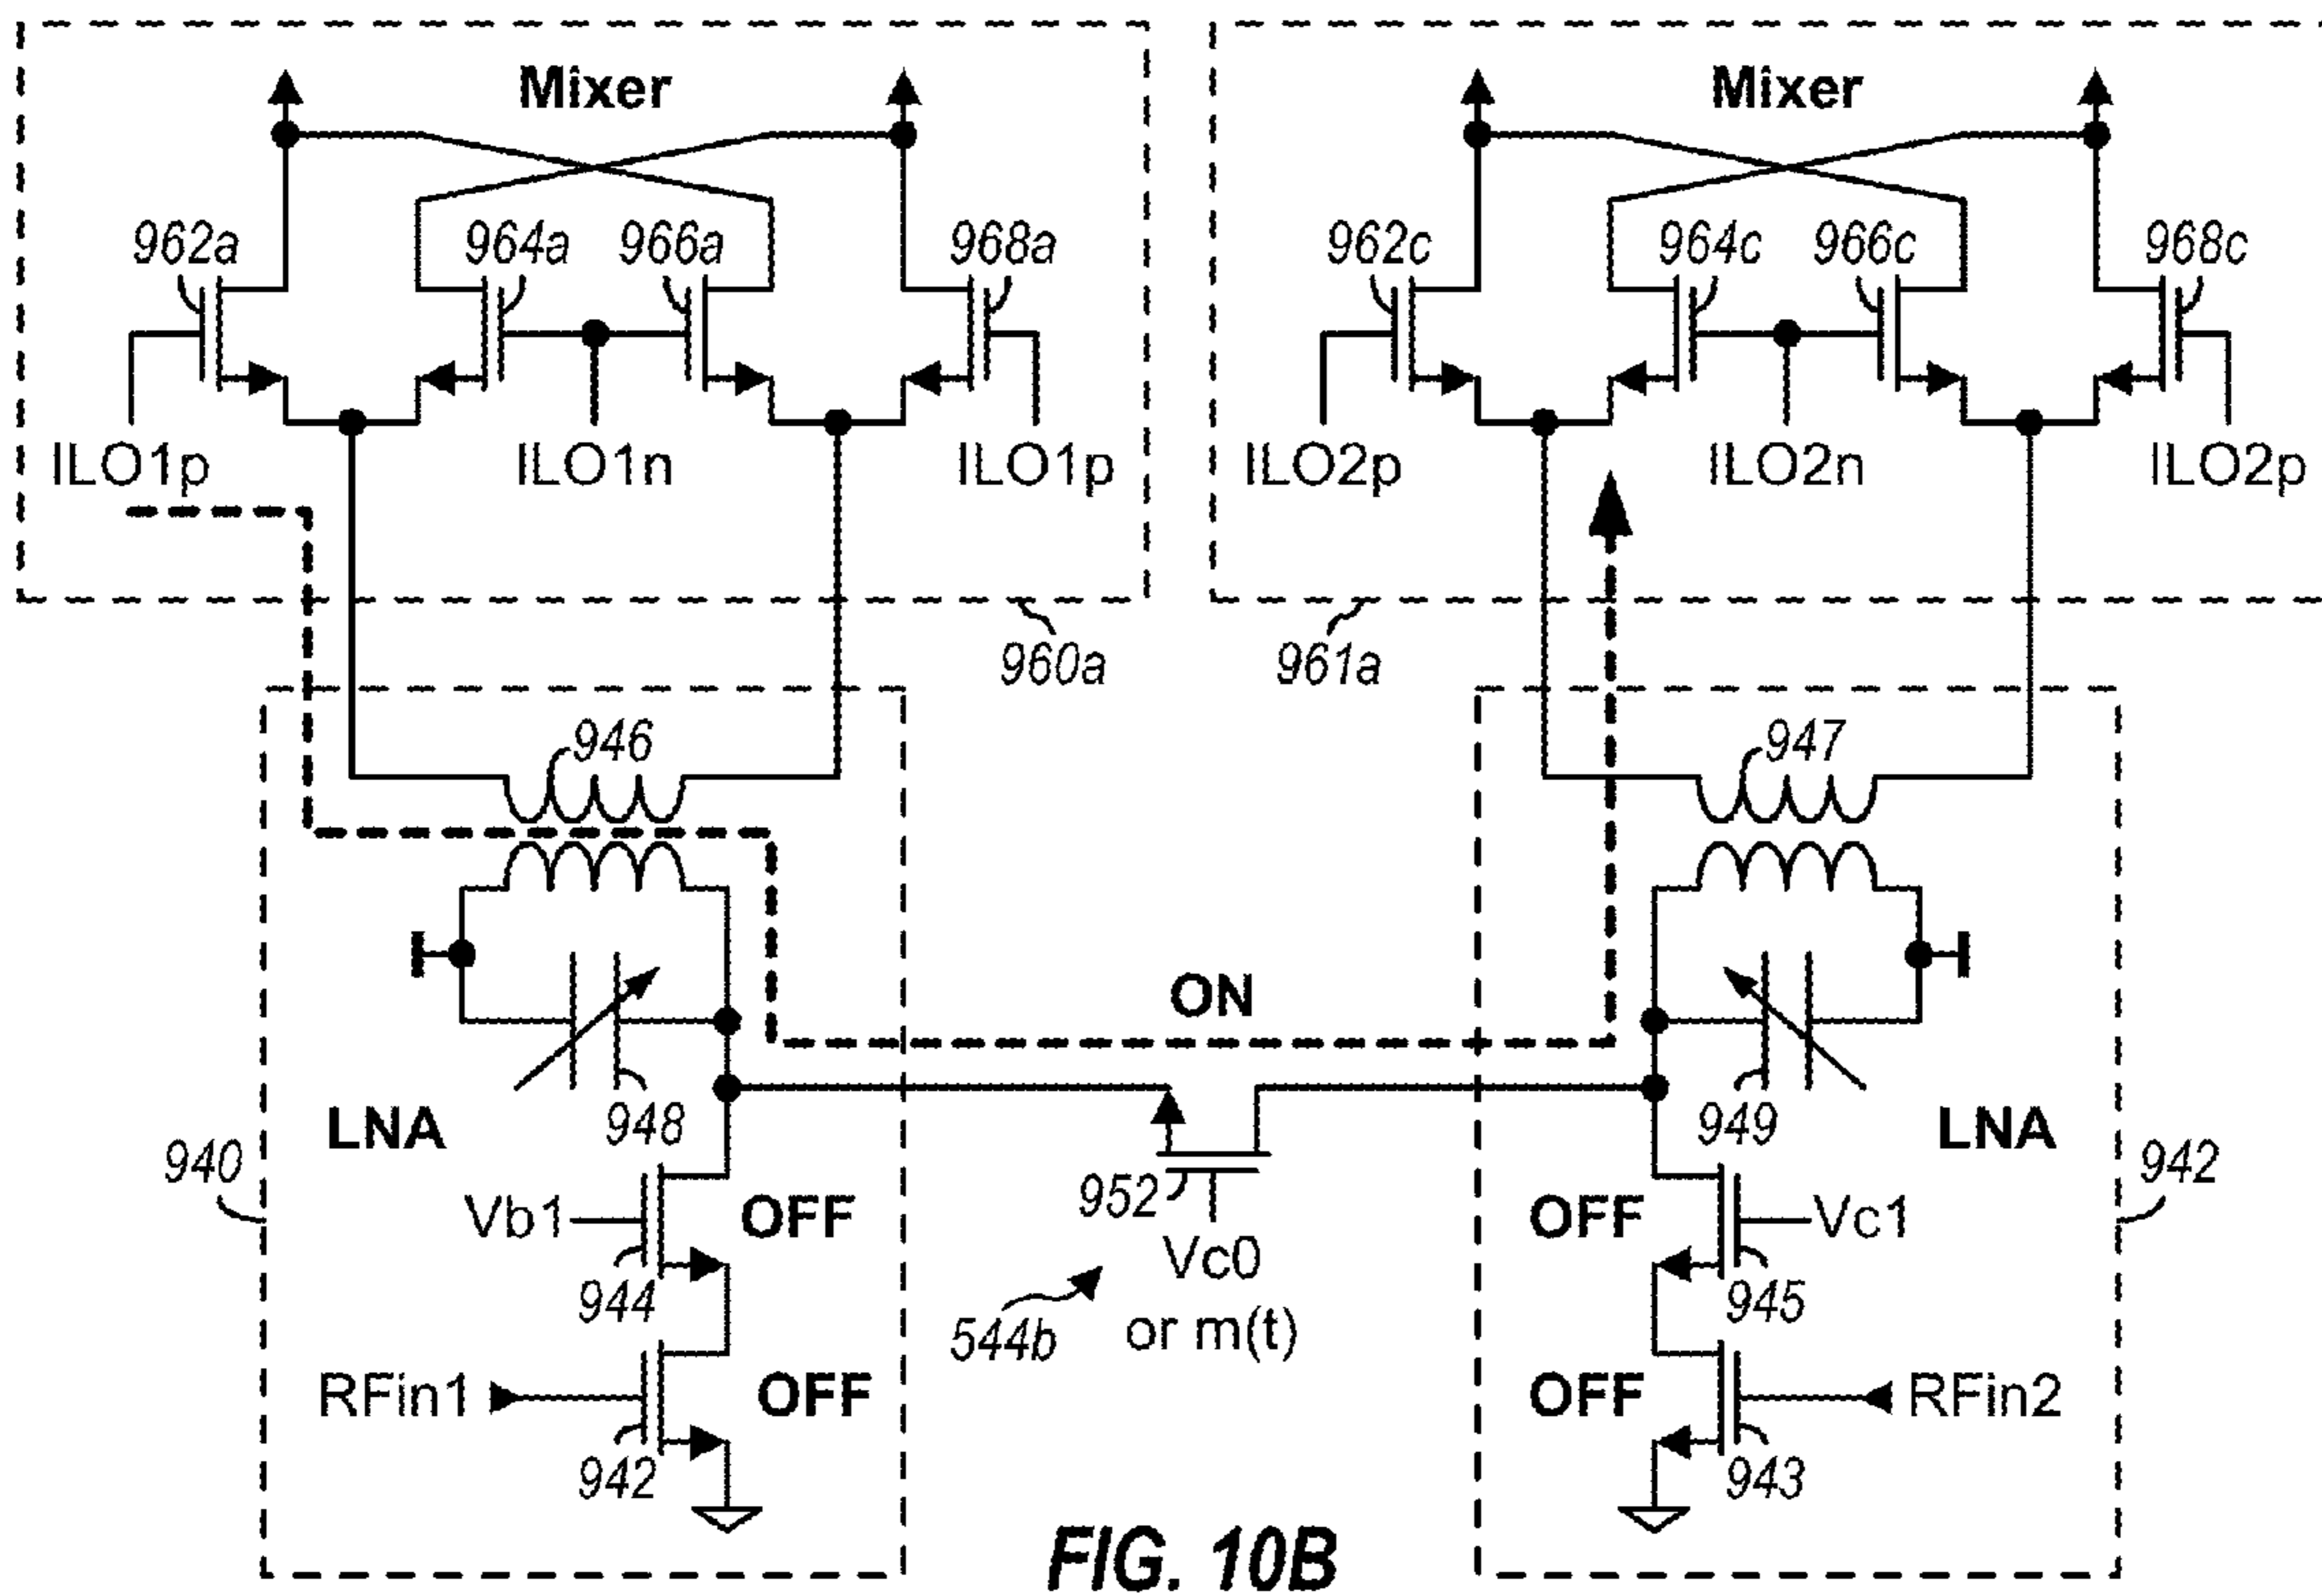 Mixer
Mixer
962a
964a
966a
968a
962c
964c
966c
968c
ILO1p
ILO1n
ILO1p
ILO2p
ILO2n
ILO2p
960a
961a
946
947
ON
948
949
LNA
LNA
940
942
952
Vb1
OFF
OFF
Vc1
Vc0
or m(t)
944
945
544b
RFin1
OFF
OFF
RFin2
942
943
FIG. 10B